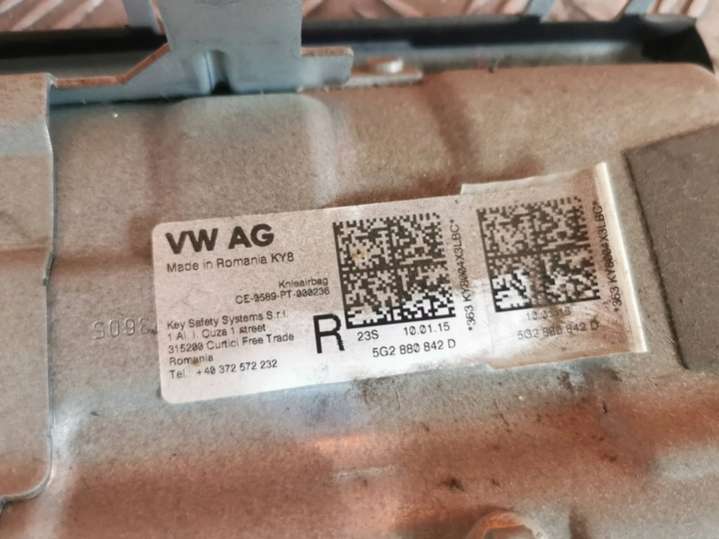 VW AG
Made in Romania KY8
Knieairbag
CE-9589-PT-000236
Key Safety Systems S.r.l.
1 Al. I. Cuza 1 street
315200 Curtici Free Trade
Romania
Tel. +40 372 572 232
R
23S 10.01.15
5G2 880 842 D
5G2 880 842 D